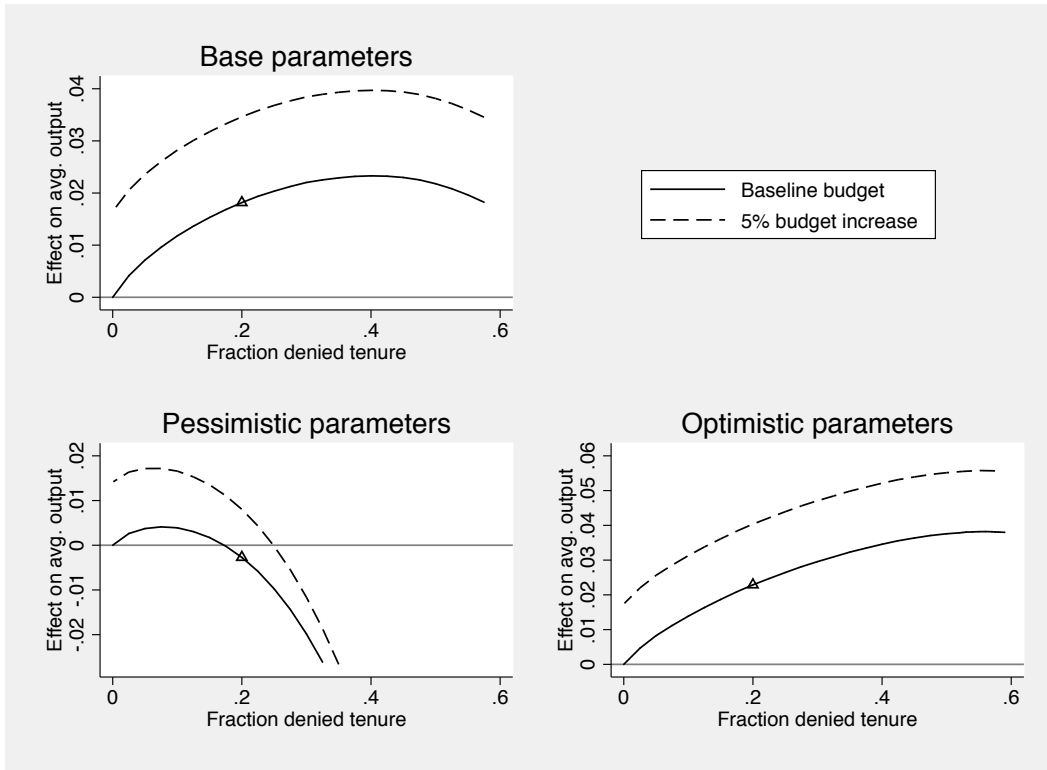 Base parameters
Effect on avg. output
0
.01
.02
.03
.04
0
.2
.4
.6
Fraction denied tenure
Baseline budget
5% budget increase
Pessimistic parameters
Effect on avg. output
-.02
-.01
0
.01
.02
0
.2
.4
.6
Fraction denied tenure
Optimistic parameters
Effect on avg. output
0
.01
.02
.03
.04
.05
.06
0
.2
.4
.6
Fraction denied tenure